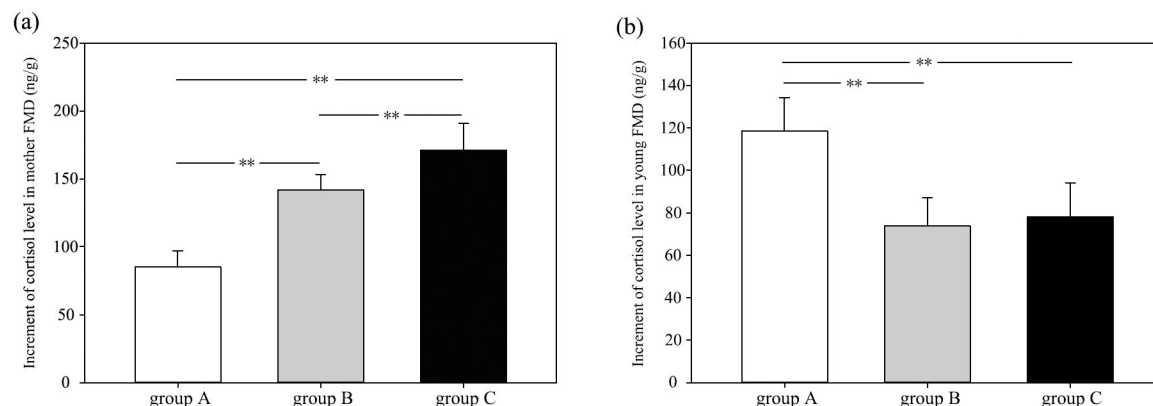 (a)
Increment of cortisol level in mother FMD (ng/g)
250
200
150
100
50
0
**
**
**
group A
group B
group C
(b)
Increment of cortisol level in young FMD (ng/g)
160
140
120
100
80
60
40
20
0
**
**
group A
group B
group C